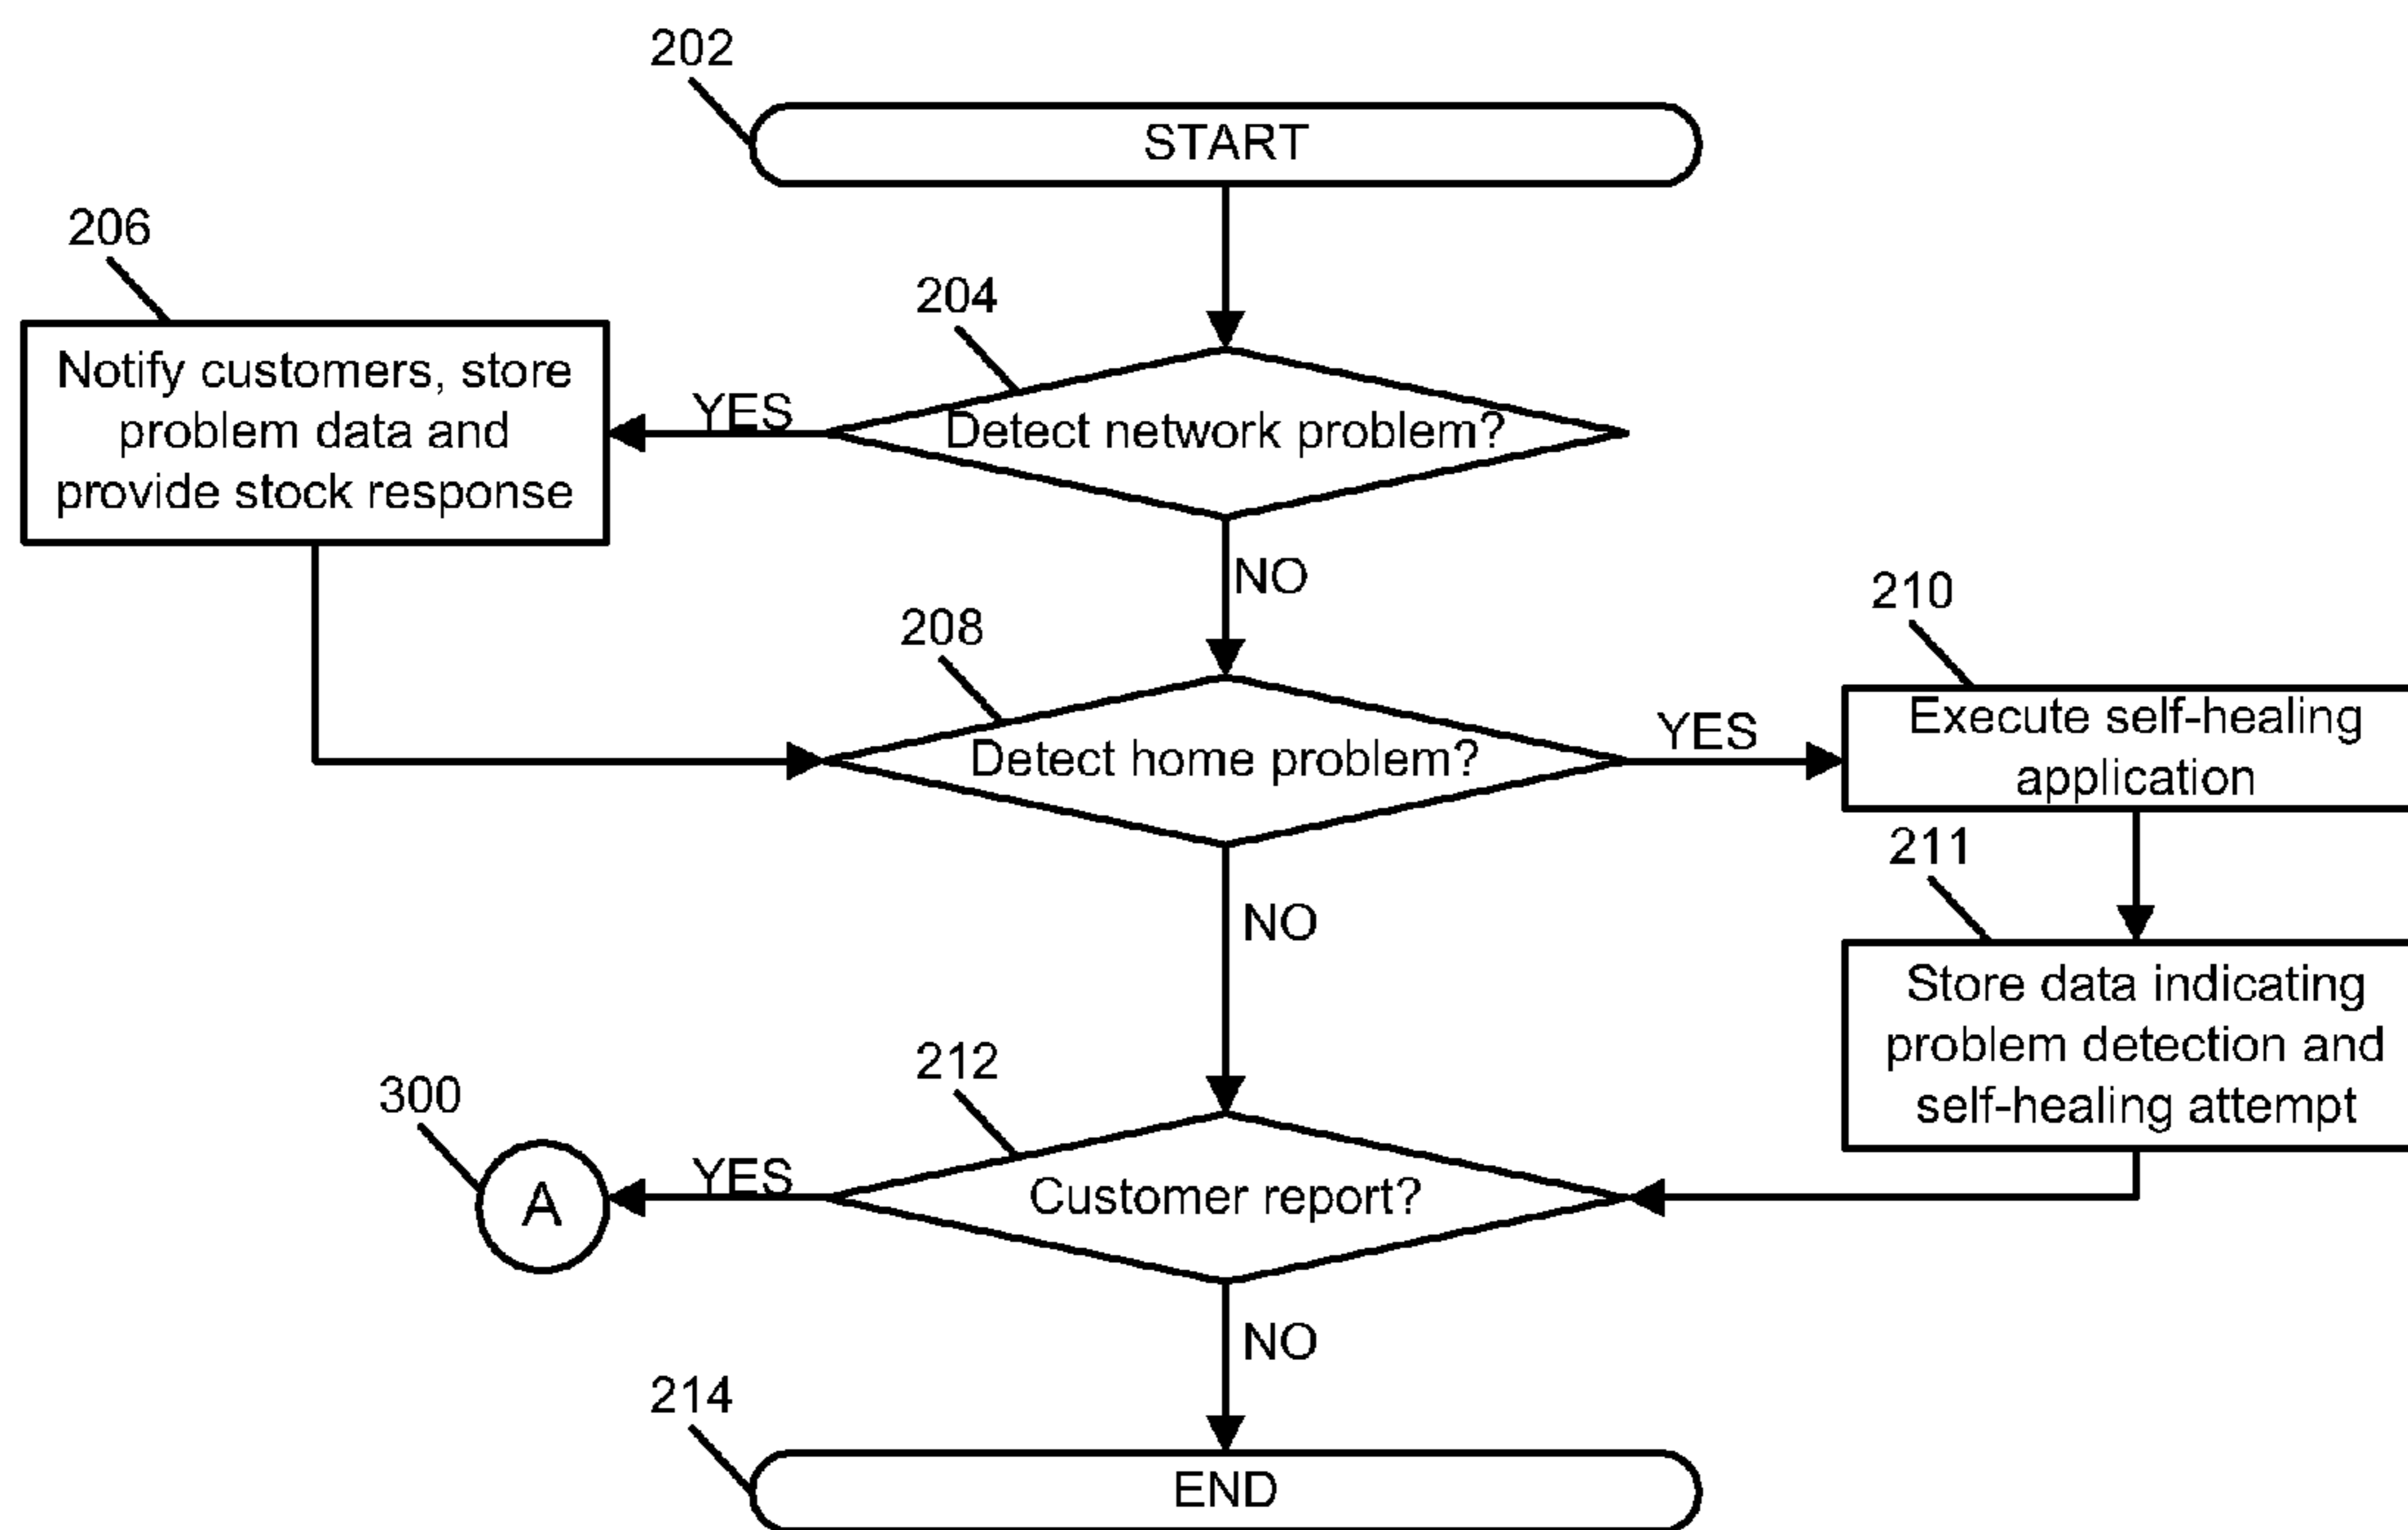 202
START
206
204
Notify customers, store
problem data and
provide stock response
YES
Detect network problem?
NO
208
210
Detect home problem?
YES
Execute self-healing
application
211
NO
Store data indicating
problem detection and
self-healing attempt
212
300
A
YES
Customer report?
NO
214
END